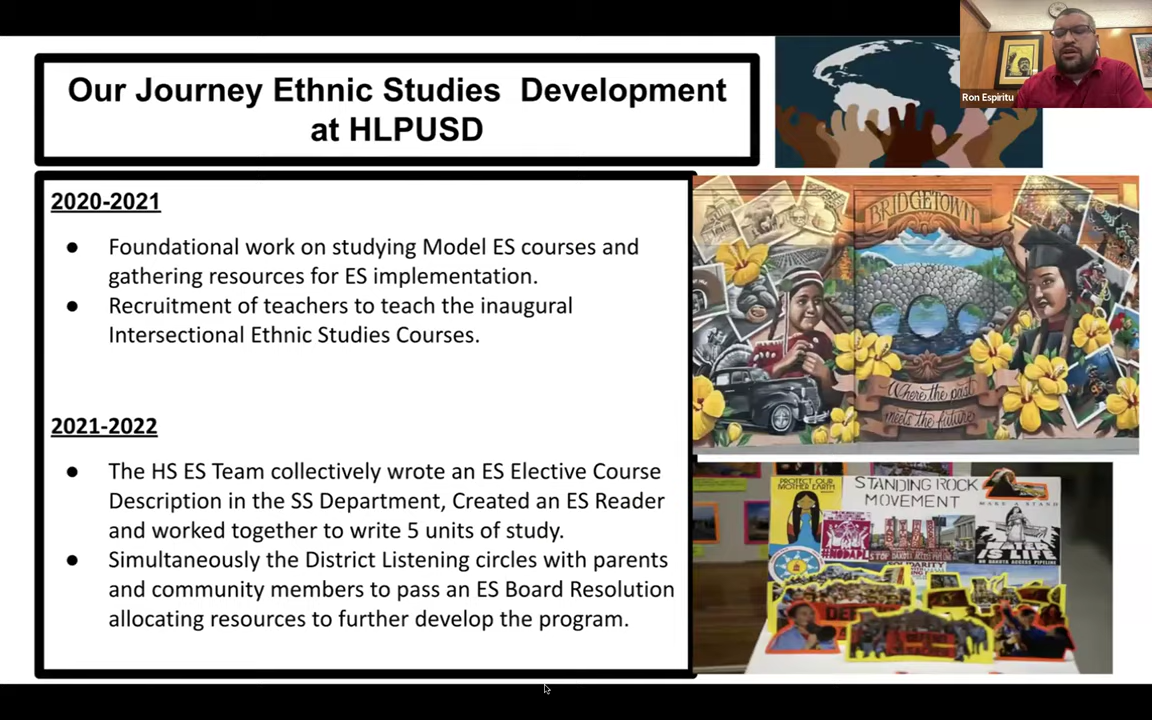 Our Journey Ethnic Studies Development
at HLPUSD
Ron Espiritu
2020-2021
● Foundational work on studying Model ES courses and
gathering resources for ES implementation.
● Recruitment of teachers to teach the inaugural
Intersectional Ethnic Studies Courses.
2021-2022
● The HS ES Team collectively wrote an ES Elective Course
Description in the SS Department, Created an ES Reader
and worked together to write 5 units of study.
● Simultaneously the District Listening circles with parents
and community members to pass an ES Board Resolution
allocating resources to further develop the program.
BRIDGETOWN
Where the past
meets the future
PROTECT OUR
MOTHER EARTH
STANDING ROCK
MOVEMENT
#NODAPL
IS LIFE
NO DAKOTA ACCESS PIPELINE
SOLIDARITY